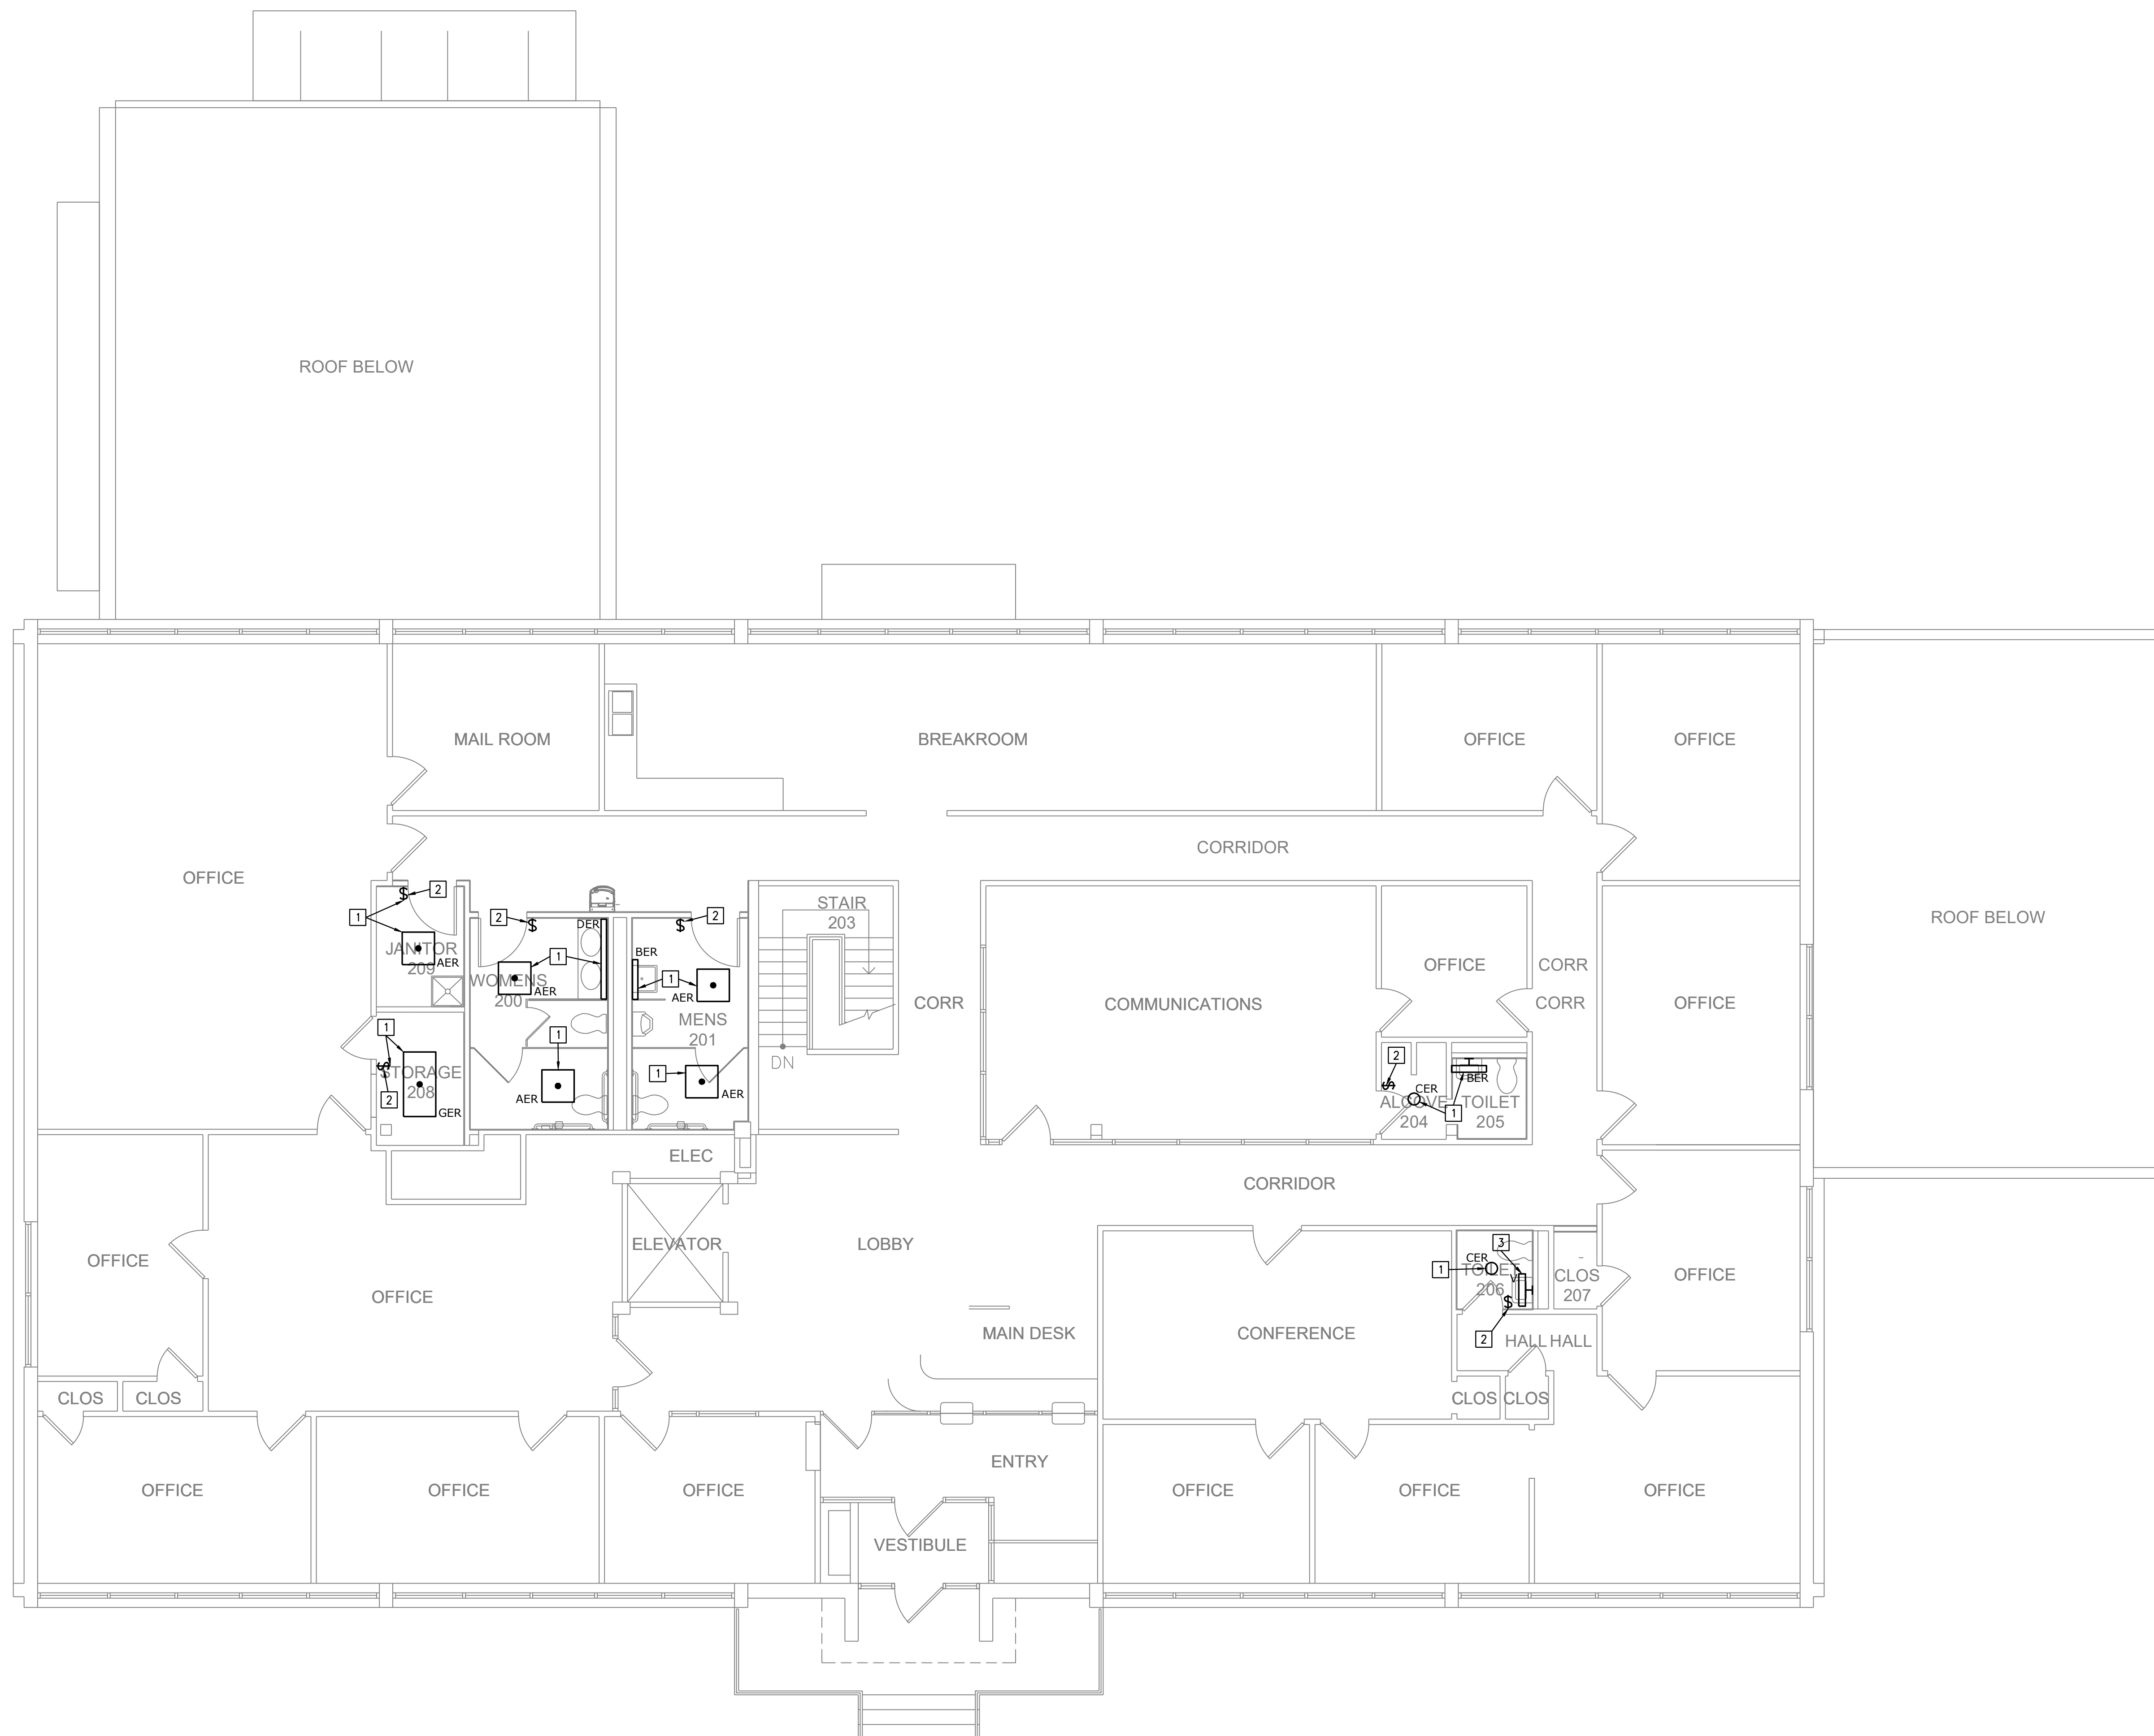 ROOF BELOW
MAIL ROOM
BREAKROOM
OFFICE
OFFICE
CORRIDOR
OFFICE
$
2
1
JANITOR
209
AER
2
$
DER
1
WOMENS
200
AER
$
2
BER
1
AER
MENS
201
STAIR
203
DN
CORR
COMMUNICATIONS
OFFICE
CORR
CORR
OFFICE
ROOF BELOW
1
$
STORAGE
208
2
GER
1
AER
1
AER
2
$
CER
ALCOVE
204
1
BER
TOILET
205
ELEC
CORRIDOR
OFFICE
OFFICE
ELEVATOR
LOBBY
MAIN DESK
CONFERENCE
3
CER
1
TOILET
206
$
2
-
CLOS
207
OFFICE
HALL
HALL
CLOS
CLOS
CLOS
CLOS
OFFICE
OFFICE
OFFICE
ENTRY
VESTIBULE
OFFICE
OFFICE
OFFICE